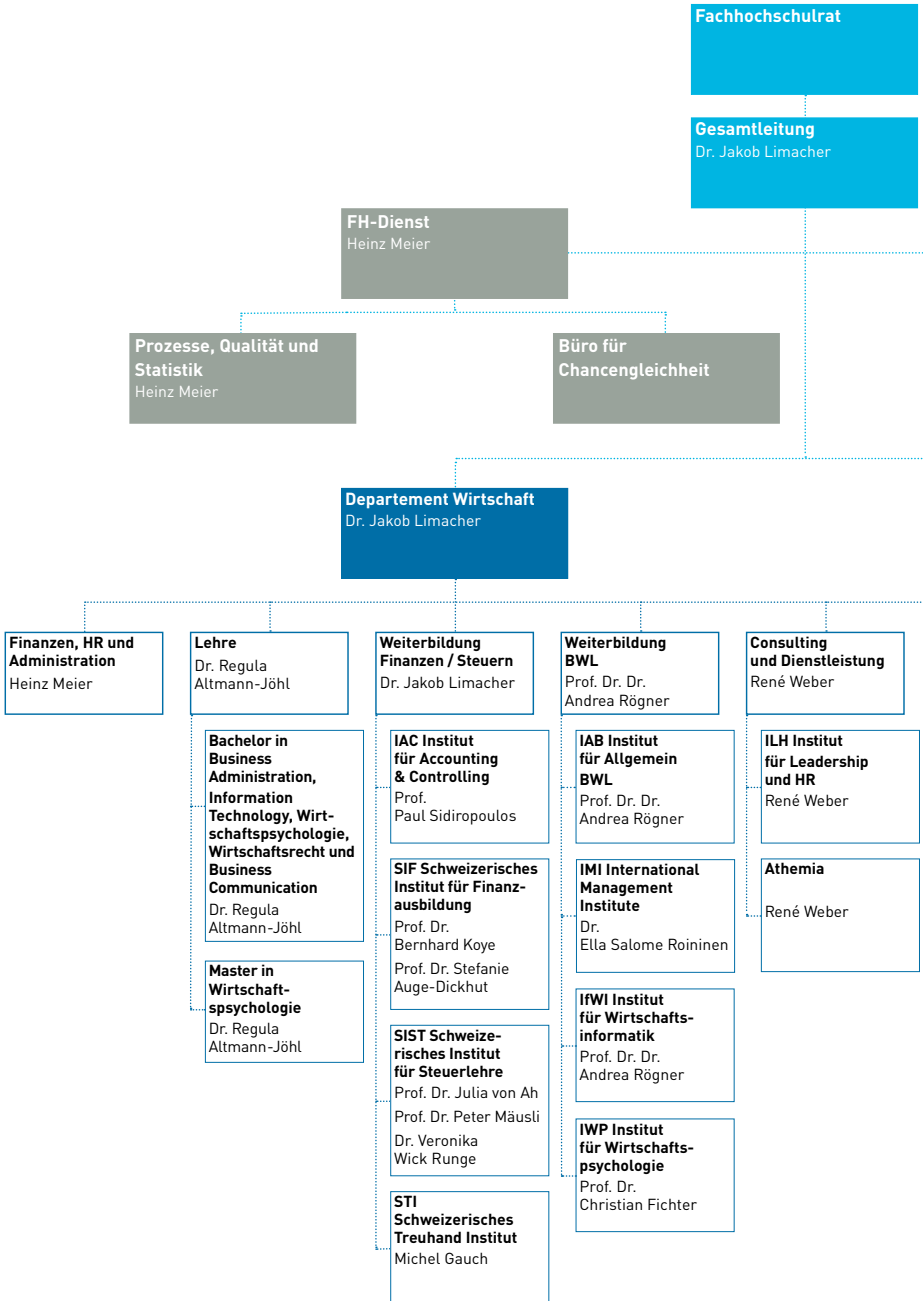 Fachhochschulrat
Gesamtleitung
Dr. Jakob Limacher
FH-Dienst
Heinz Meier
Prozesse, Qualität und
Statistik
Heinz Meier
Büro für
Chancengleichheit
Departement Wirtschaft
Dr. Jakob Limacher
Finanzen, HR und
Administration
Heinz Meier
Lehre
Dr. Regula
Altmann-Jöhl
Bachelor in
Business
Administration,
Information
Technology, Wirt-
schaftspsychologie,
Wirtschaftsrecht und
Business
Communication
Dr. Regula
Altmann-Jöhl
Master in
Wirtschaft-
spsychologie
Dr. Regula
Altmann-Jöhl
Weiterbildung
Finanzen / Steuern
Dr. Jakob Limacher
IAC Institut
für Accounting
& Controlling
Prof.
Paul Sidiropoulos
SIF Schweizerisches
Institut für Finanz-
ausbildung
Prof. Dr.
Bernhard Koye
Prof. Dr. Stefanie
Auge-Dickhut
SIST Schweize-
risches Institut
für Steuerlehre
Prof. Dr. Julia von Ah
Prof. Dr. Peter Mäusli
Dr. Veronika
Wick Runge
STI
Schweizerisches
Treuhand Institut
Michel Gauch
Weiterbildung
BWL
Prof. Dr. Dr.
Andrea Rögner
IAB Institut
für Allgemein
BWL
Prof. Dr. Dr.
Andrea Rögner
IMI International
Management
Institute
Dr.
Ella Salome Roininen
IfWI Institut
für Wirtschafts-
informatik
Prof. Dr. Dr.
Andrea Rögner
IWP Institut
für Wirtschafts-
psychologie
Prof. Dr.
Christian Fichter
Consulting
und Dienstleistung
René Weber
ILH Institut
für Leadership
und HR
René Weber
Athemia
René Weber